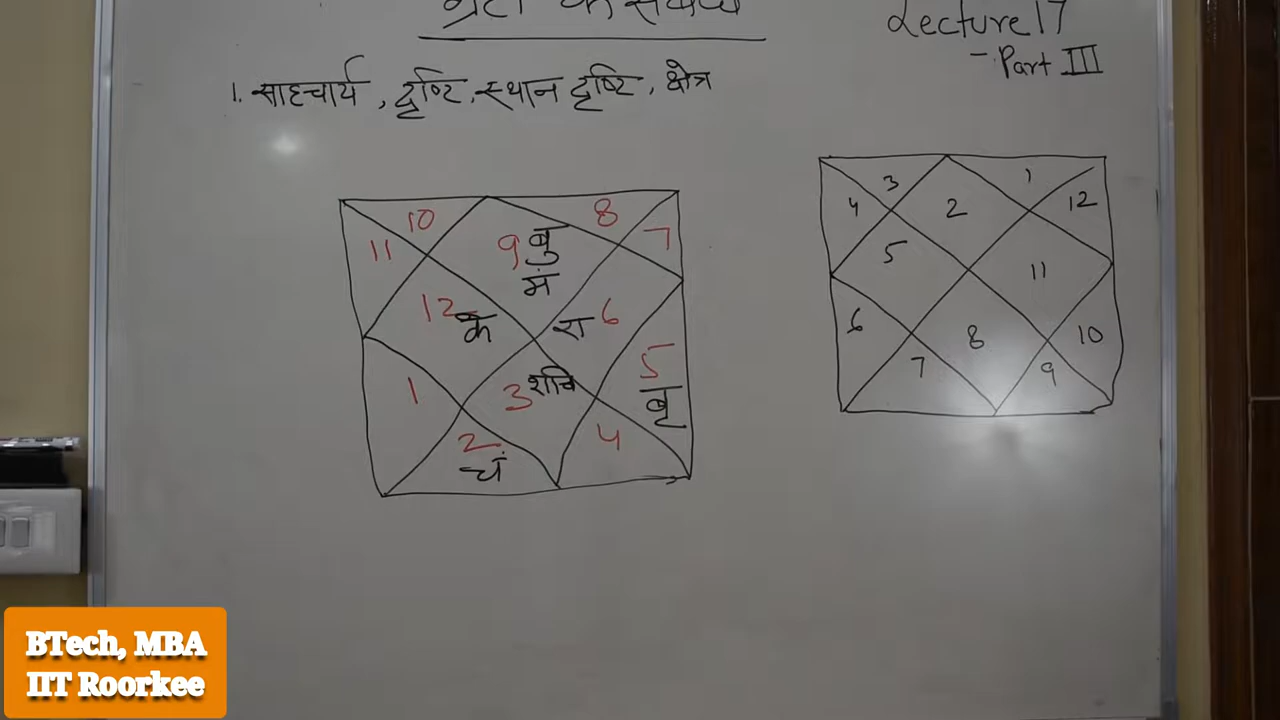 ग्रहों के संबंध
Lecture 17
- Part III
1. साहचार्य, दृष्टि, स्थान दृष्टि, क्षेत्र
10
8
11
9 बु
7
मं
12 के
रा 6
1
3 शनि
5
बृ
2
4
चं
3
1
4
2
12
5
11
6
8
10
7
9
BTech, MBA
IIT Roorkee